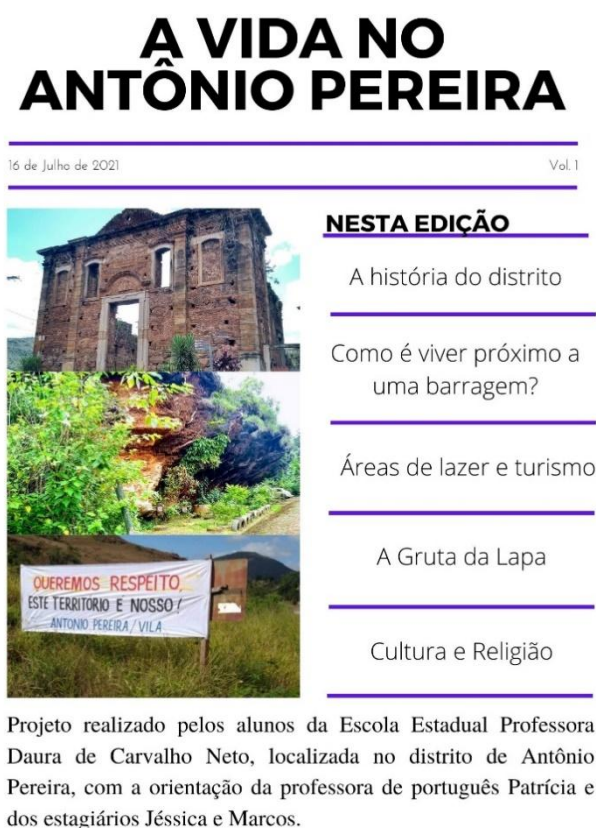 A VIDA NO
ANTÔNIO PEREIRA
16 de Julho de 2021
Vol. 1
NESTA EDIÇÃO
A história do distrito
Como é viver próximo a
uma barragem?
Áreas de lazer e turismo
A Gruta da Lapa
Cultura e Religião
QUEREMOS RESPEITO,
ESTE TERRITORIO E NOSSO!
ANTONIO PEREIRA/VILA
Projeto realizado pelos alunos da Escola Estadual Professora
Daura de Carvalho Neto, localizada no distrito de Antônio
Pereira, com a orientação da professora de português Patrícia e
dos estagiários Jéssica e Marcos.